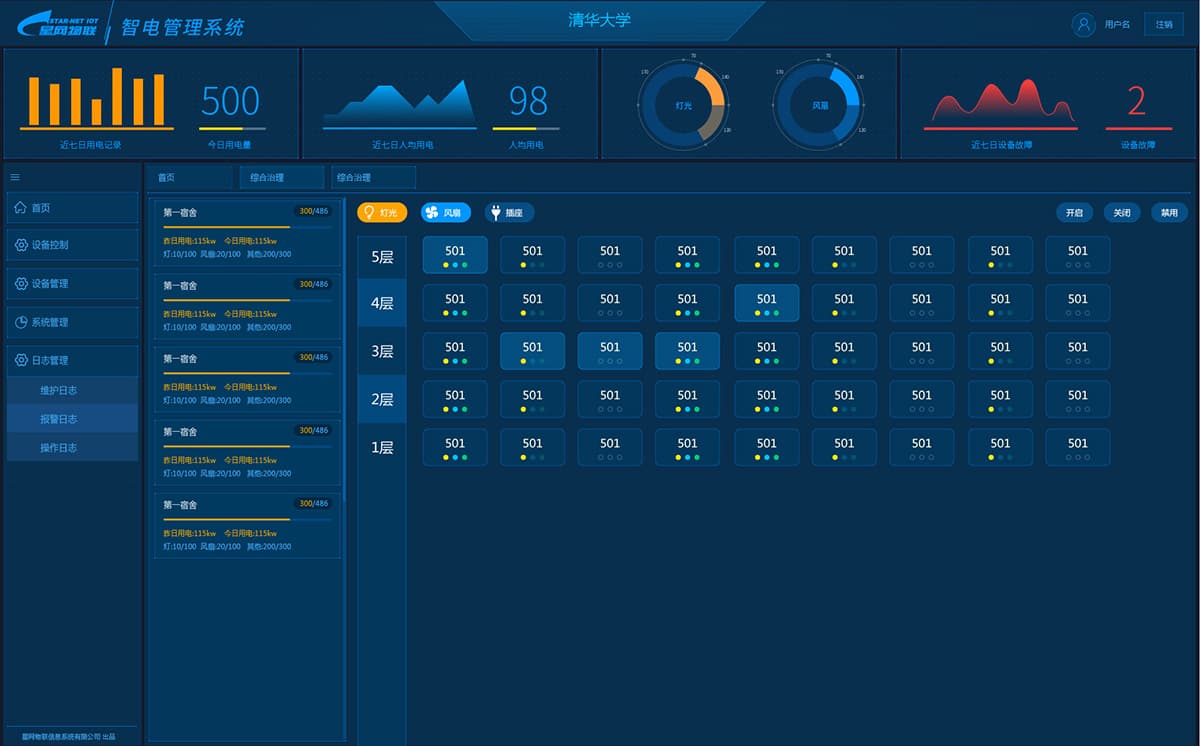 STAR-NET IOT
星网物联
智电管理系统
清华大学
用户名
注销
500
近七日用电记录
今日用电量
98
近七日人均用电
人均用电
灯光
风扇
2
近七日设备故障
设备故障
首页
综合治理
综合治理
首页
设备控制
设备管理
系统管理
日志管理
维护日志
报警日志
操作日志
星网物联信息系统有限公司 出品
第一宿舍 300/486
昨日用电:115kw 今日用电:115kw
灯:10/100 风扇:20/100 其他:200/300
第一宿舍 300/486
昨日用电:115kw 今日用电:115kw
灯:10/100 风扇:20/100 其他:200/300
第一宿舍 300/486
昨日用电:115kw 今日用电:115kw
灯:10/100 风扇:20/100 其他:200/300
第一宿舍 300/486
昨日用电:115kw 今日用电:115kw
灯:10/100 风扇:20/100 其他:200/300
第一宿舍 300/486
昨日用电:115kw 今日用电:115kw
灯:10/100 风扇:20/100 其他:200/300
灯光 风扇 插座 开启 关闭 禁用
5层 501 501 501 501 501 501 501 501 501
4层 501 501 501 501 501 501 501 501 501
3层 501 501 501 501 501 501 501 501 501
2层 501 501 501 501 501 501 501 501 501
1层 501 501 501 501 501 501 501 501 501